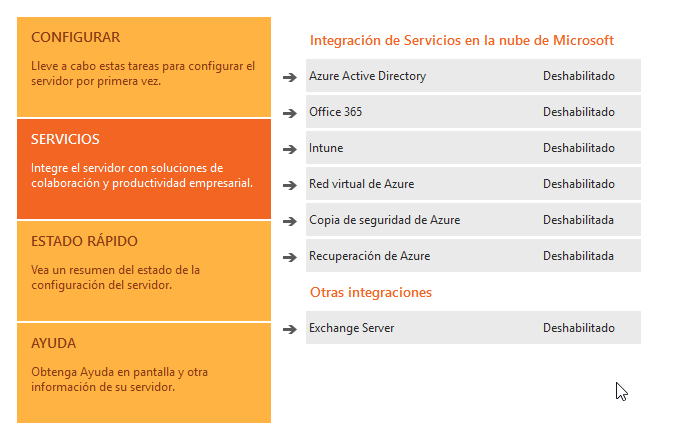 CONFIGURAR
Lleve a cabo estas tareas para configurar el
servidor por primera vez.
SERVICIOS
Integre el servidor con soluciones de
colaboración y productividad empresarial.
ESTADO RÁPIDO
Vea un resumen del estado de la
configuración del servidor.
AYUDA
Obtenga Ayuda en pantalla y otra
información de su servidor.
Integración de Servicios en la nube de Microsoft
Azure Active Directory Deshabilitado
Office 365 Deshabilitado
Intune Deshabilitado
Red virtual de Azure Deshabilitado
Copia de seguridad de Azure Deshabilitada
Recuperación de Azure Deshabilitada
Otras integraciones
Exchange Server Deshabilitado